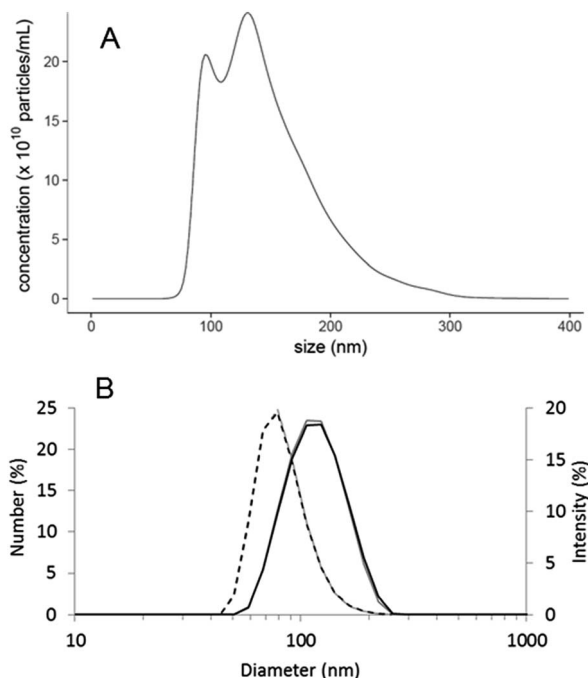 A
concentration (x 10¹⁰ particles/mL)
20
15
10
5
0
0 100 200 300 400
size (nm)
B
Number (%)
25
20
15
10
5
0
20
15
10
5
0
Intensity (%)
10 100 1000
Diameter (nm)